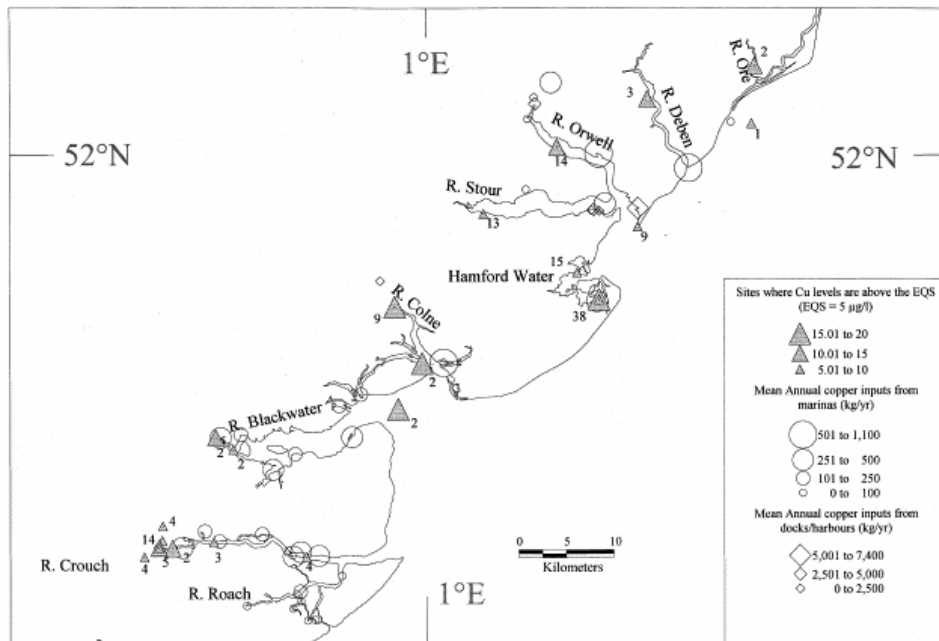 1°E
R. Ore
2
3
R. Deben
1
R. Orwell
14
52°N
52°N
R. Stour
13
9
15
Hamford Water
38
R. Colne
9
2
R. Blackwater
2
2
2
4
14
5
2
3
4
4
R. Crouch
R. Roach
1°E
0 5 10
Kilometers
Sites where Cu levels are above the EQS
(EQS = 5 µg/l)
15.01 to 20
10.01 to 15
5.01 to 10
Mean Annual copper inputs from
marinas (kg/yr)
501 to 1,100
251 to 500
101 to 250
0 to 100
Mean Annual copper inputs from
docks/harbours (kg/yr)
5,001 to 7,400
2,501 to 5,000
0 to 2,500